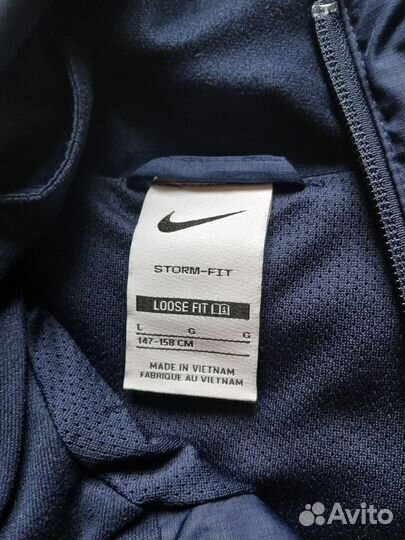 STORM-FIT
LOOSE FIT
L G G
147-158 CM
MADE IN VIETNAM
FABRIQUE AU VIETNAM
Avito